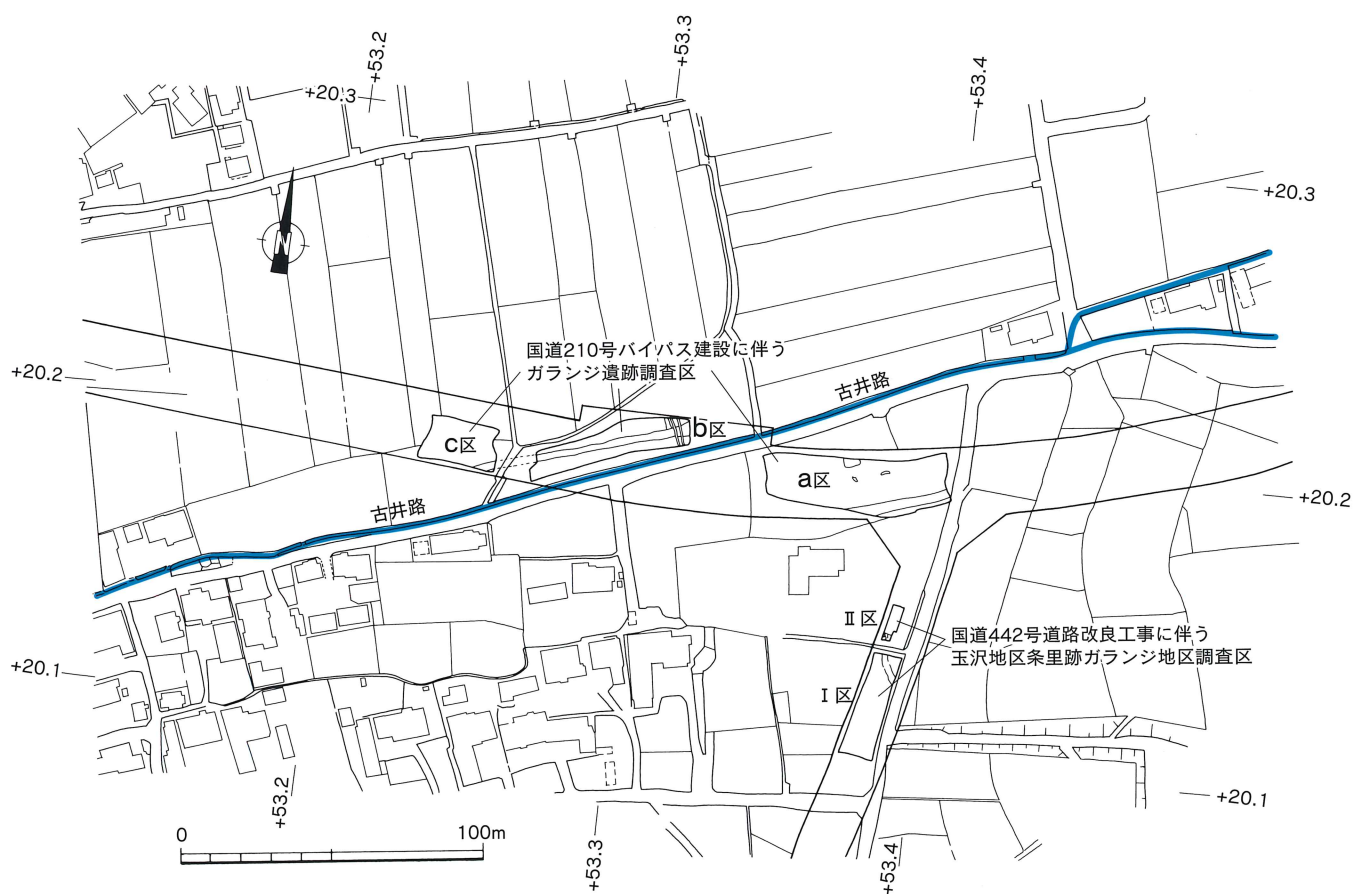 +53.2
+53.3
+53.4
+20.3
+20.3
国道210号バイパス建設に伴う
ガランジ遺跡調査区
+20.2
古井路
c区
b区
a区
+20.2
古井路
Ⅱ区
国道442号道路改良工事に伴う
玉沢地区条里跡ガランジ地区調査区
+20.1
Ⅰ区
+53.2
+20.1
0
100m
+53.3
+53.4